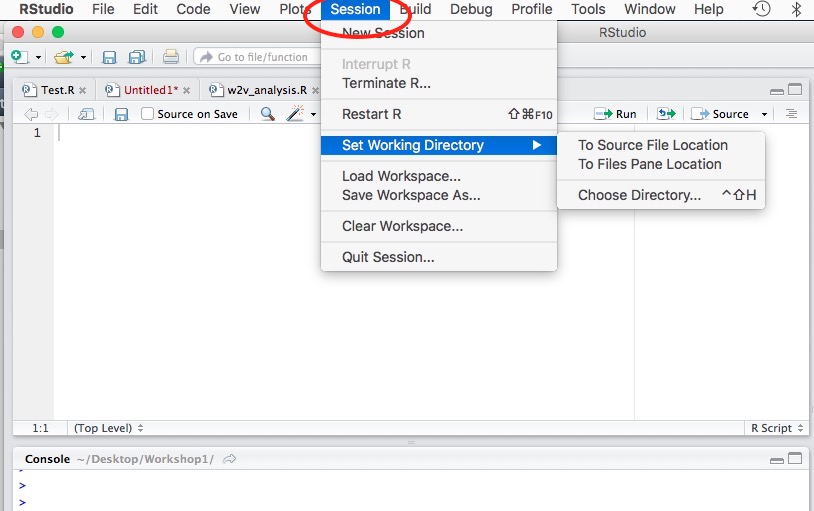 RStudio File Edit Code View Plots Session Build Debug Profile Tools Window Help
New Session
RStudio
Go to file/function
Interrupt R
Terminate R...
Test.R Untitled1* w2v_analysis.R
Restart R ⇧⌘F10
Source on Save Run Source
1
Set Working Directory
To Source File Location
To Files Pane Location
Choose Directory... ^⇧H
Load Workspace...
Save Workspace As...
Clear Workspace...
Quit Session...
1:1 (Top Level) R Script
Console ~/Desktop/Workshop1/
>
>